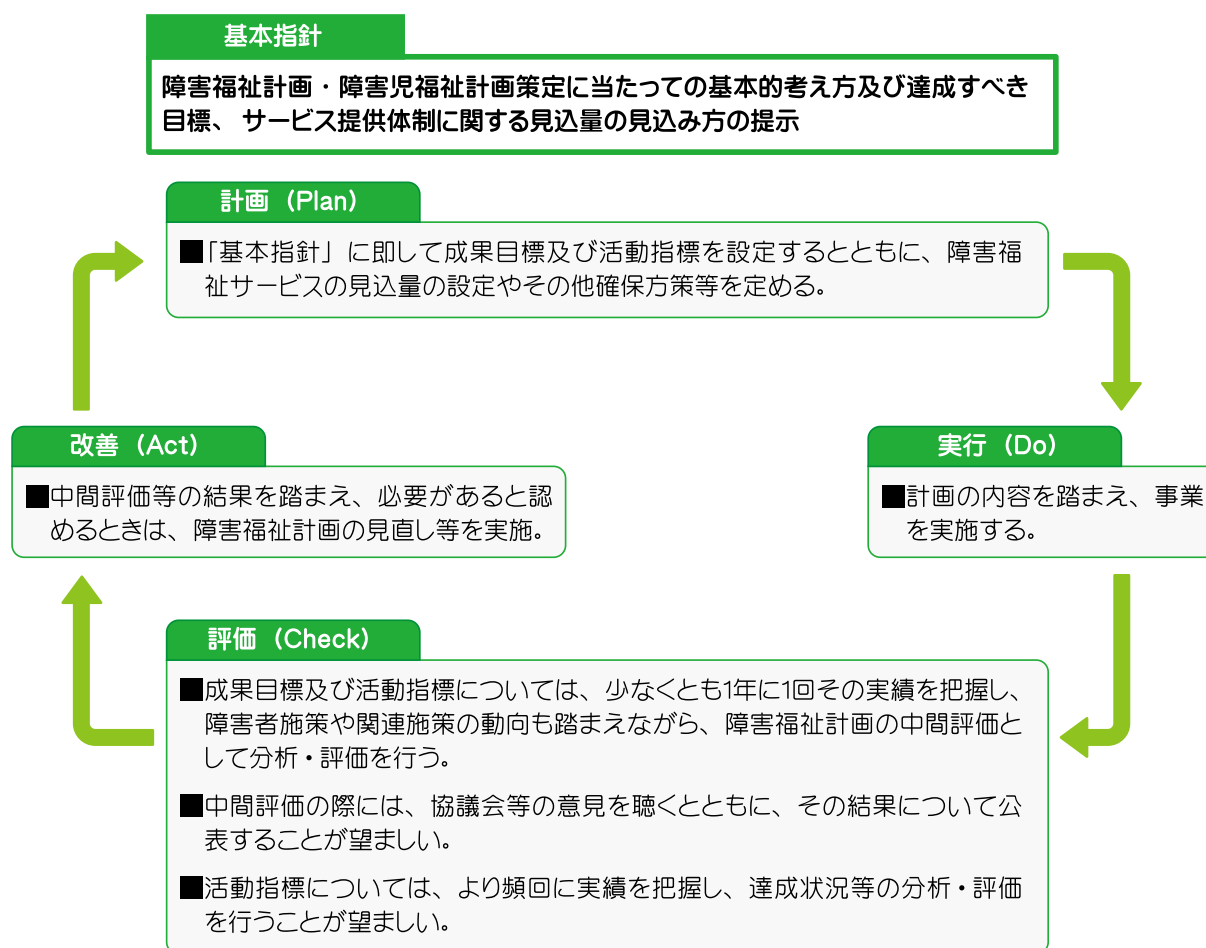 基本指針
障害福祉計画・障害児福祉計画策定に当たっての基本的考え方及び達成すべき
目標、サービス提供体制に関する見込量の見込み方の提示
計画（Plan）
■「基本指針」に即して成果目標及び活動指標を設定するとともに、障害福
祉サービスの見込量の設定やその他確保方策等を定める。
改善（Act）
■中間評価等の結果を踏まえ、必要があると認
めるときは、障害福祉計画の見直し等を実施。
実行（Do）
■計画の内容を踏まえ、事業
を実施する。
評価（Check）
■成果目標及び活動指標については、少なくとも1年に1回その実績を把握し、
障害者施策や関連施策の動向も踏まえながら、障害福祉計画の中間評価と
して分析・評価を行う。
■中間評価の際には、協議会等の意見を聴くとともに、その結果について公
表することが望ましい。
■活動指標については、より頻回に実績を把握し、達成状況等の分析・評価
を行うことが望ましい。